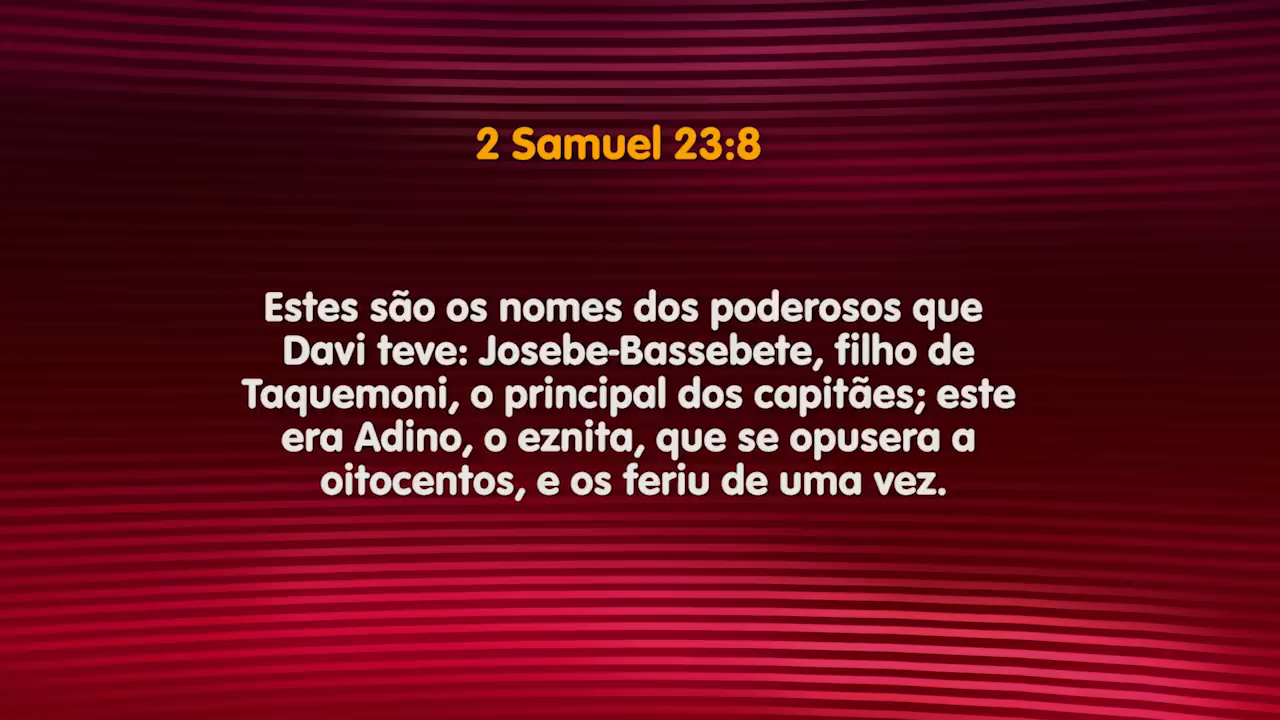 2 Samuel 23:8
Estes são os nomes dos poderosos que
Davi teve: Josebe-Bassebete, filho de
Taquemoni, o principal dos capitães; este
era Adino, o eznita, que se opusera a
oitocentos, e os feriu de uma vez.